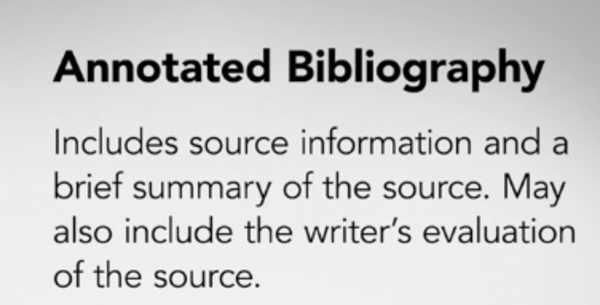 Annotated Bibliography
Includes source information and a
brief summary of the source. May
also include the writer's evaluation
of the source.